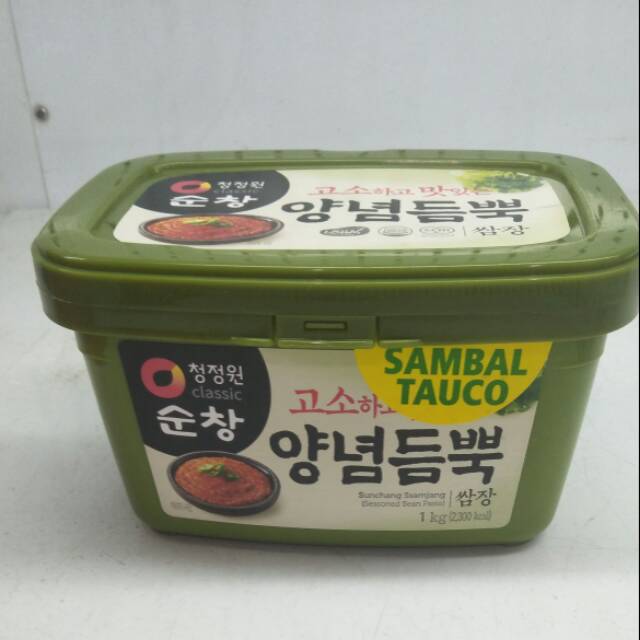 청정원
순창
고소하고 맛있는
양념듬뿍
쌈장
SAMBAL
TAUCO
청정원
classic
순창
고소하
양념듬뿍
Sunchang Ssamjang
(Seasoned Bean Paste)
쌈장
1 kg (2,300 kcal)